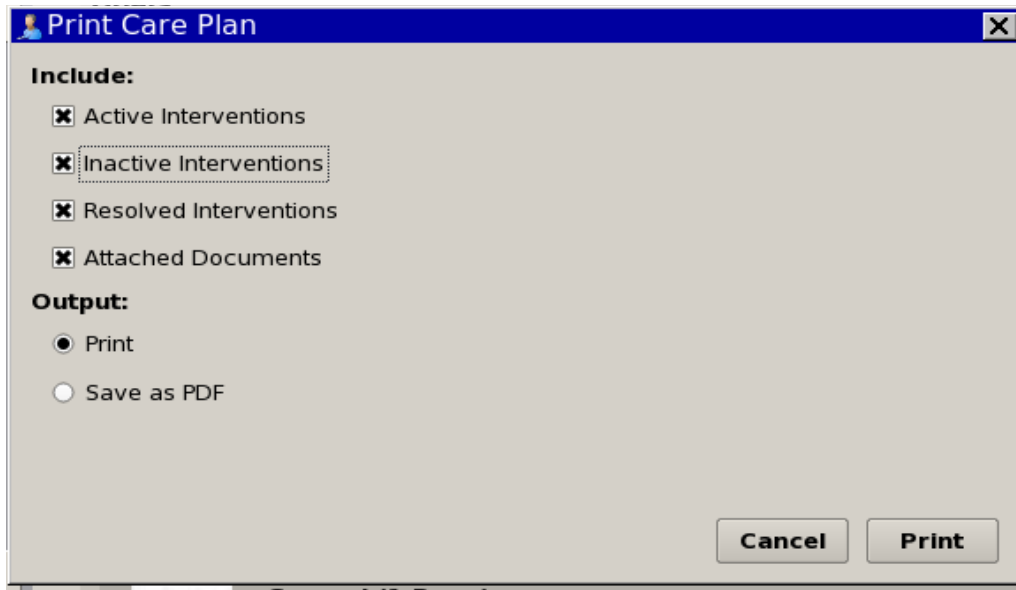 Print Care Plan
Include:
Active Interventions
Inactive Interventions
Resolved Interventions
Attached Documents
Output:
Print
Save as PDF
Cancel Print